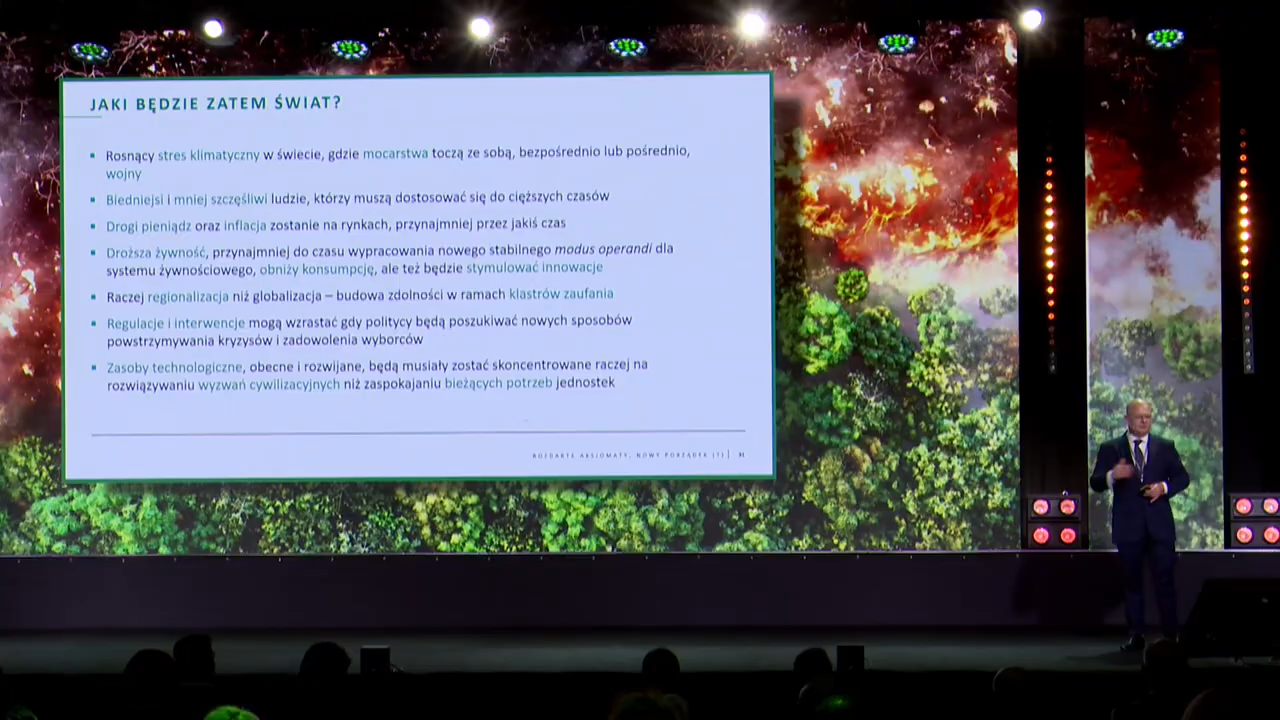 JAKI BĘDZIE ZATEM ŚWIAT?
Rosnący stres klimatyczny w świecie, gdzie mocarstwa toczą ze sobą, bezpośrednio lub pośrednio,
wojny
Biedniejsi i mniej szczęśliwi ludzie, którzy muszą dostosować się do cięższych czasów
Drogi pieniądz oraz inflacja zostanie na rynkach, przynajmniej przez jakiś czas
Droższa żywność, przynajmniej do czasu wypracowania nowego stabilnego modus operandi dla
systemu żywnościowego, obniży konsumpcję, ale też będzie stymulować innowacje
Raczej regionalizacja niż globalizacja – budowa zdolności w ramach klastrów zaufania
Regulacje i interwencje mogą wzrastać gdy politycy będą poszukiwać nowych sposobów
powstrzymywania kryzysów i zadowolenia wyborców
Zasoby technologiczne, obecne i rozwijane, będą musiały zostać skoncentrowane raczej na
rozwiązywaniu wyzwań cywilizacyjnych niż zaspokajaniu bieżących potrzeb jednostek
ROZDARTE AKSJOMATY, NOWY PORZĄDEK (?)